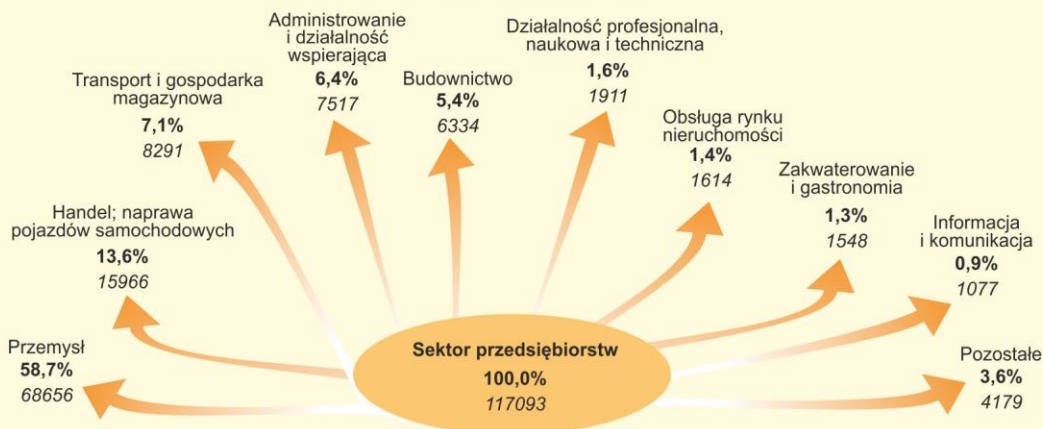 Administrowanie
i działalność
wspierająca
6,4%
7517
Działalność profesjonalna,
naukowa i techniczna
1,6%
1911
Transport i gospodarka
magazynowa
7,1%
8291
Budownictwo
5,4%
6334
Obsługa rynku
nieruchomości
1,4%
1614
Zakwaterowanie
i gastronomia
1,3%
1548
Handel; naprawa
pojazdów samochodowych
13,6%
15966
Informacja
i komunikacja
0,9%
1077
Przemysł
58,7%
68656
Sektor przedsiębiorstw
100,0%
117093
Pozostałe
3,6%
4179